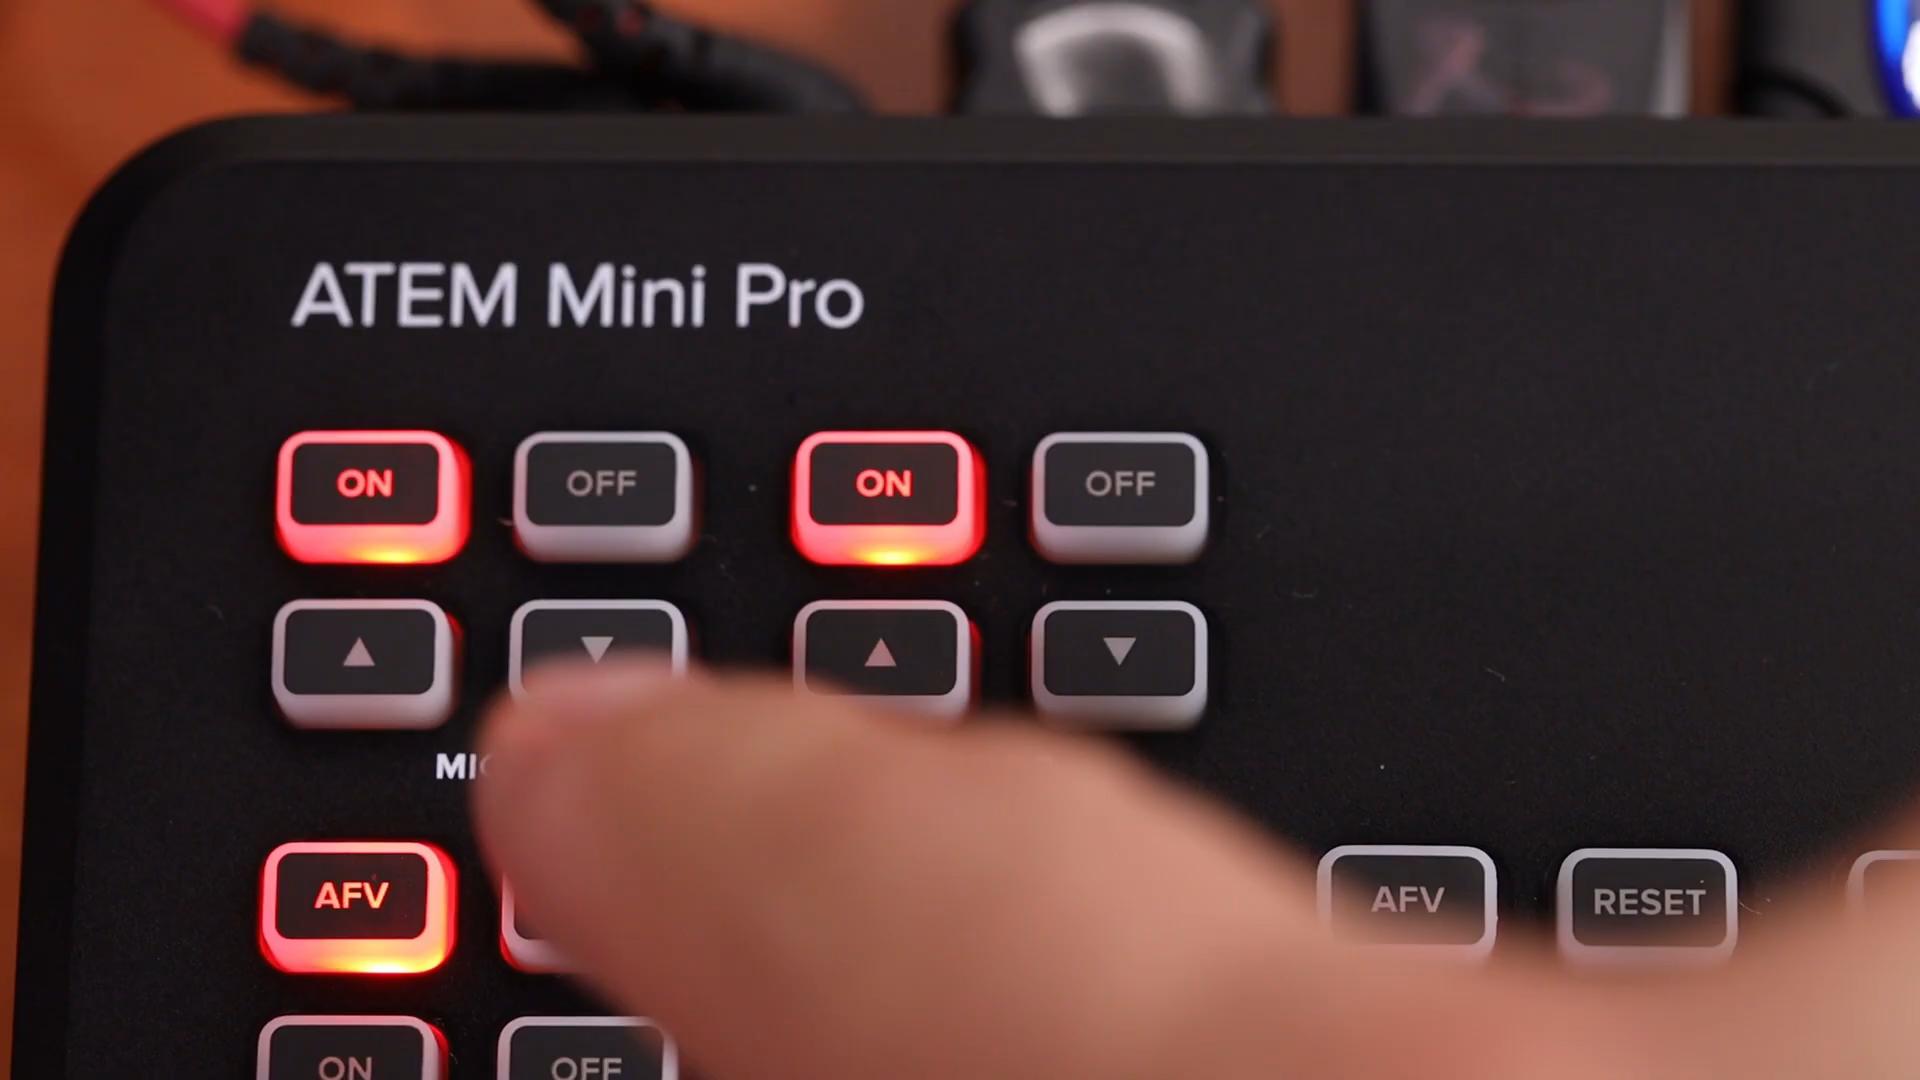 ATEM Mini Pro
ON OFF ON OFF
▲ ▼ ▲ ▼
AFV AFV RESET
ON OFF